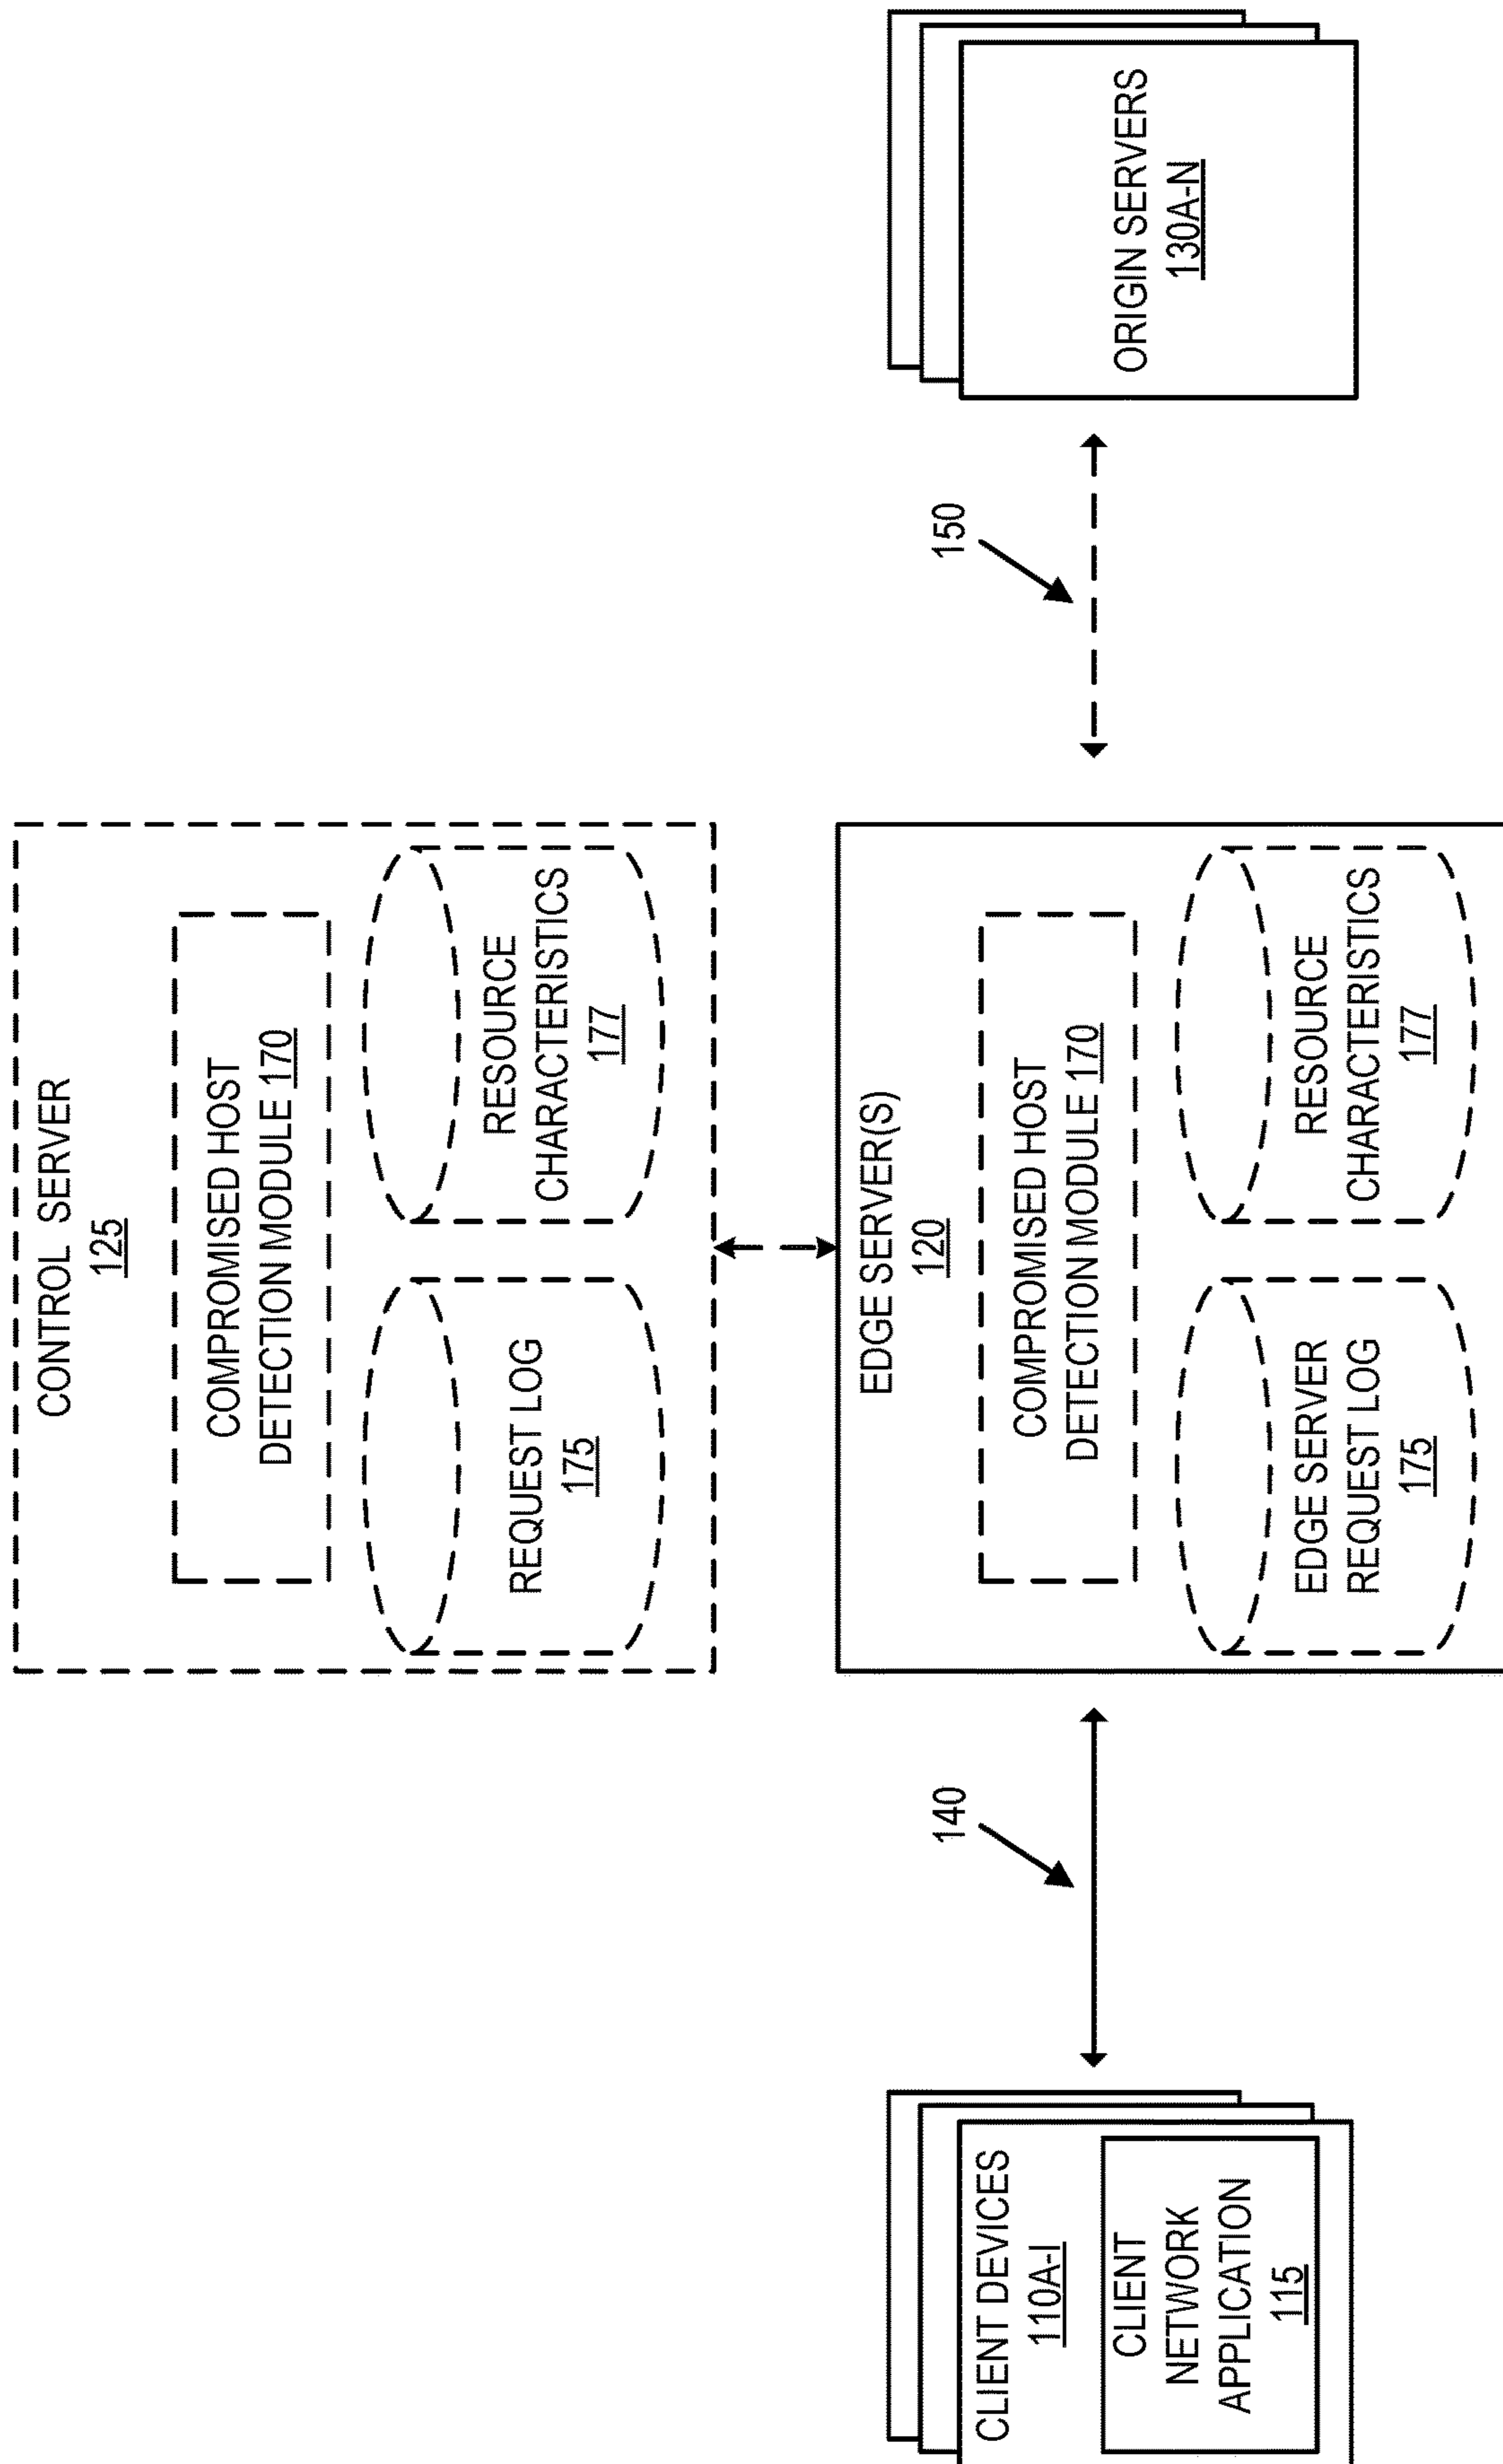 CONTROL SERVER
125
COMPROMISED HOST
DETECTION MODULE 170
REQUEST LOG
175
RESOURCE
CHARACTERISTICS
177
CLIENT DEVICES
110A-I
CLIENT
NETWORK
APPLICATION
115
140
EDGE SERVER(S)
120
COMPROMISED HOST
DETECTION MODULE 170
EDGE SERVER
REQUEST LOG
175
RESOURCE
CHARACTERISTICS
177
150
ORIGIN SERVERS
130A-N